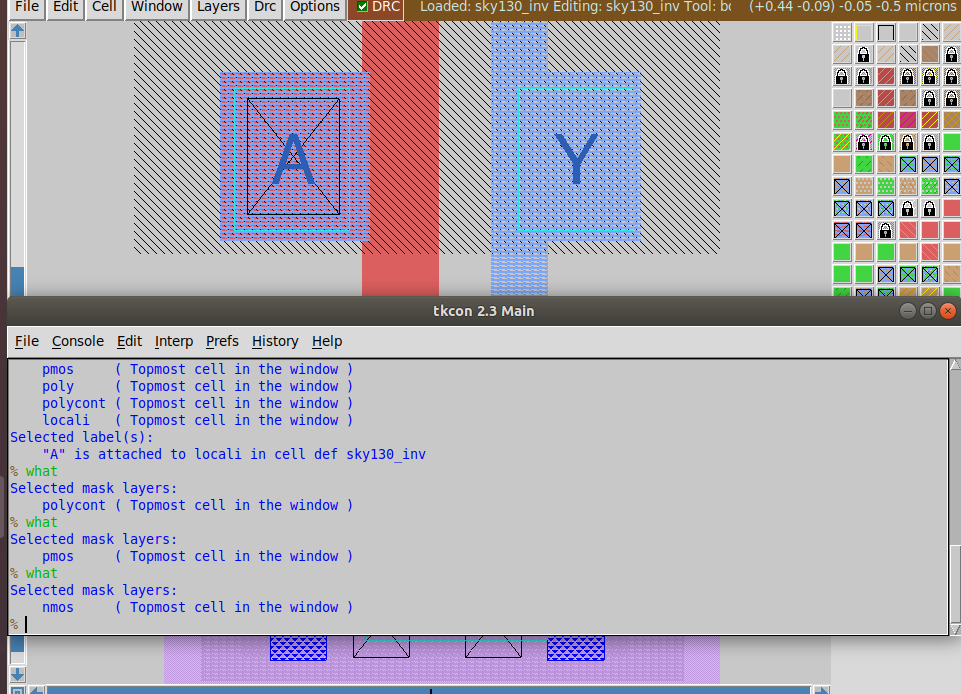 File Edit Cell Window Layers Drc Options DRC Loaded: sky130_inv Editing: sky130_inv Tool: (+0.44 -0.09) -0.05 -0.5 microns
A Y
tkcon 2.3 Main
File Console Edit Interp Prefs History Help
pmos ( Topmost cell in the window )
poly ( Topmost cell in the window )
polycont ( Topmost cell in the window )
locali ( Topmost cell in the window )
Selected label(s):
"A" is attached to locali in cell def sky130_inv
% what
Selected mask layers:
polycont ( Topmost cell in the window )
% what
Selected mask layers:
pmos ( Topmost cell in the window )
% what
Selected mask layers:
nmos ( Topmost cell in the window )
%